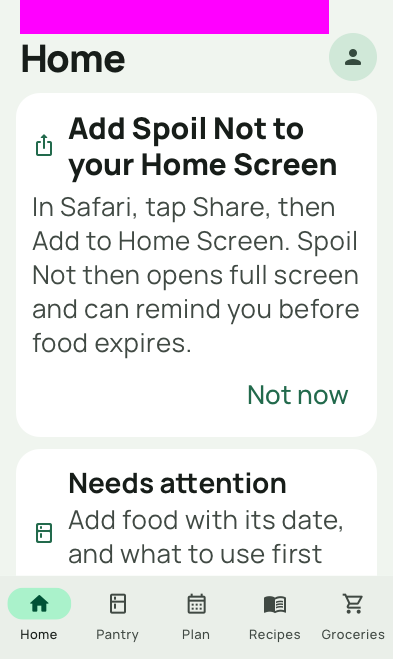 Home
Add Spoil Not to
your Home Screen
In Safari, tap Share, then
Add to Home Screen. Spoil
Not then opens full screen
and can remind you before
food expires.
Not now
Needs attention
Add food with its date,
and what to use first
Home
Pantry
Plan
Recipes
Groceries